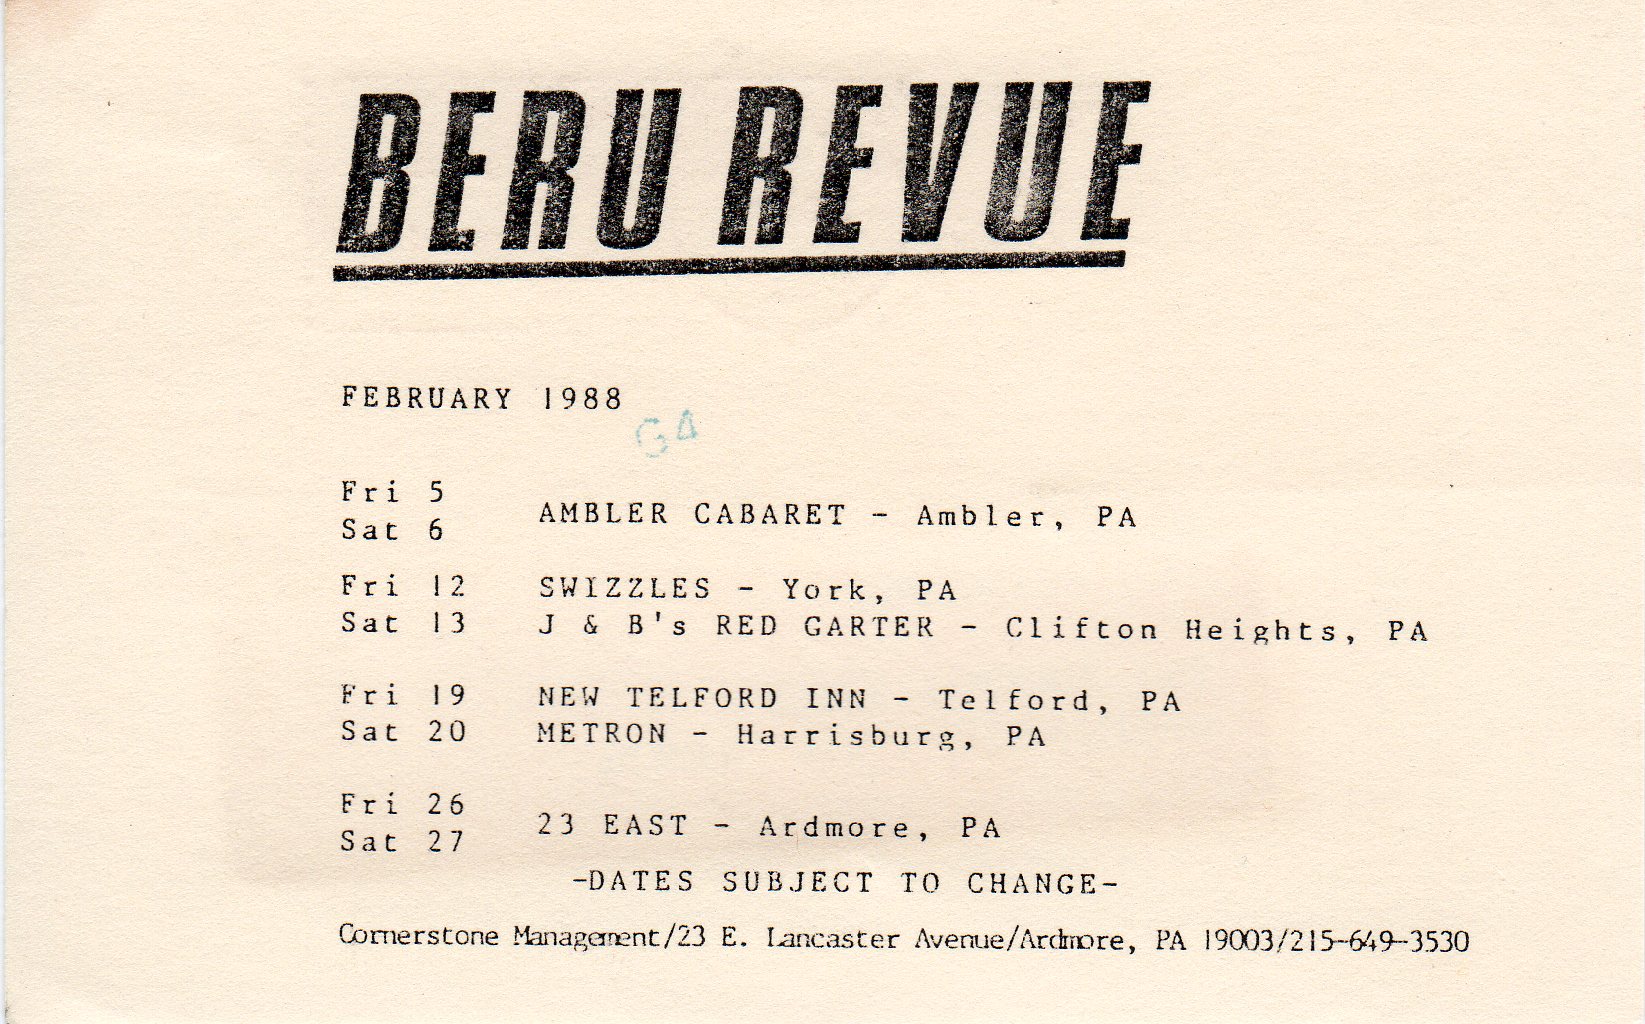 BERU REVUE
FEBRUARY 1988
GA
Fri 5
Sat 6
AMBLER CABARET - Ambler, PA
Fri 12 SWIZZLES - York, PA
Sat 13 J & B's RED GARTER - Clifton Heights, PA
Fri 19 NEW TELFORD INN - Telford, PA
Sat 20 METRON - Harrisburg, PA
Fri 26
Sat 27
23 EAST - Ardmore, PA
-DATES SUBJECT TO CHANGE-
Cornerstone Management/23 E. Lancaster Avenue/Ardmore, PA 19003/215-649-3530